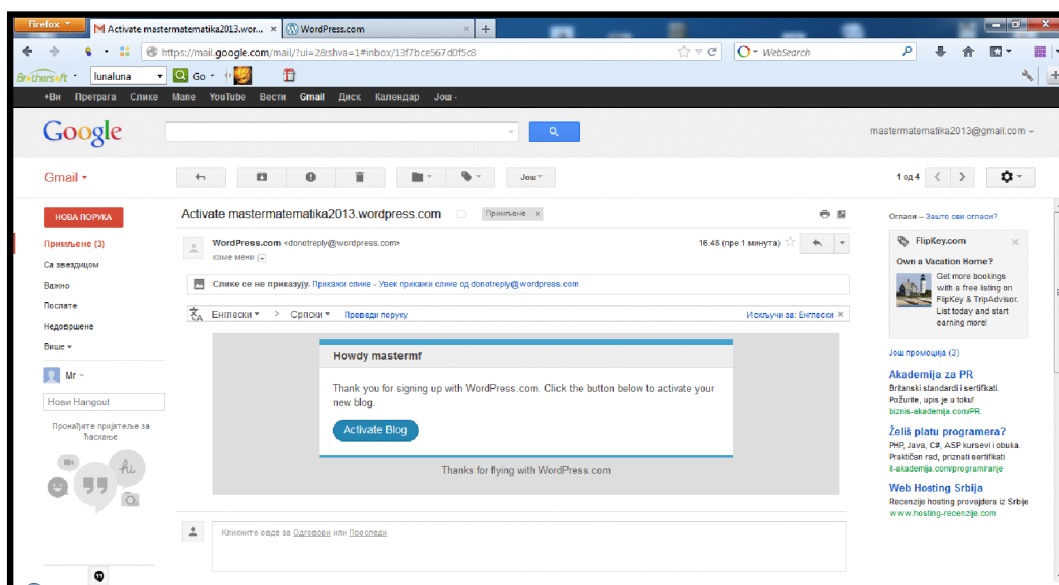 Firefox
Activate mastermatematika2013.wor... ×
WordPress.com ×
https://mail.google.com/mail/?ui=2&shva=1#inbox/13f7bce567d0f5c8
WebSearch
Brothersoft
lunaluna
Go
+Ви Претрага Слике Мапе YouTube Вести Gmail Диск Календар Још
Google
mastermatematika2013@gmail.com
Gmail
Још
1 од 4
НОВА ПОРУКА
Примљене (3)
Са звездицом
Важно
Послате
Недовршене
Више
Mr
Нови Hangout
Пронађите пријатеље за
ћаскање
hi
Activate mastermatematika2013.wordpress.com
Примљене x
WordPress.com <donotreply@wordpress.com>
16.48 (пре 1 минута)
коме мени
Слике се не приказују. Прикажи слике - Увек прикажи слике од donotreply@wordpress.com
Енглески > Српски Преведи поруку
Искључи за: Енглески x
Howdy mastermf
Thank you for signing up with WordPress.com. Click the button below to activate your
new blog.
Activate Blog
Thanks for flying with WordPress.com
Кликните овде за Одговори или Проследи
Огласи – Зашто ови огласи?
FlipKey.com
Own a Vacation Home?
Get more bookings
with a free listing on
FlipKey & TripAdvisor.
List today and start
earning more!
Још промоција (3)
Akademija za PR
Britanski standardi i sertifikati.
Požurite, upis je u toku!
biznis-akademija.com/PR
Želiš platu programera?
PHP, Java, C#, ASP kursevi i obuka.
Praktičan rad, priznati sertifikati
it-akademija.com/programiranje
Web Hosting Srbija
Recenzije hosting provajdera iz Srbije
www.hosting-recenzije.com